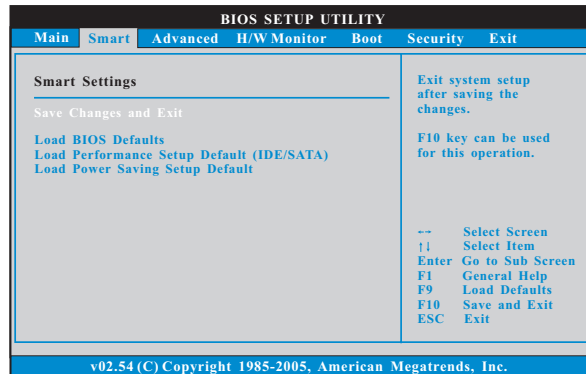 BIOS SETUP UTILITY
Main Smart Advanced H/W Monitor Boot Security Exit
Smart Settings
Save Changes and Exit
Load BIOS Defaults
Load Performance Setup Default (IDE/SATA)
Load Power Saving Setup Default
Exit system setup
after saving the
changes.
F10 key can be used
for this operation.
←→ Select Screen
↑↓ Select Item
Enter Go to Sub Screen
F1 General Help
F9 Load Defaults
F10 Save and Exit
ESC Exit
v02.54 (C) Copyright 1985-2005, American Megatrends, Inc.